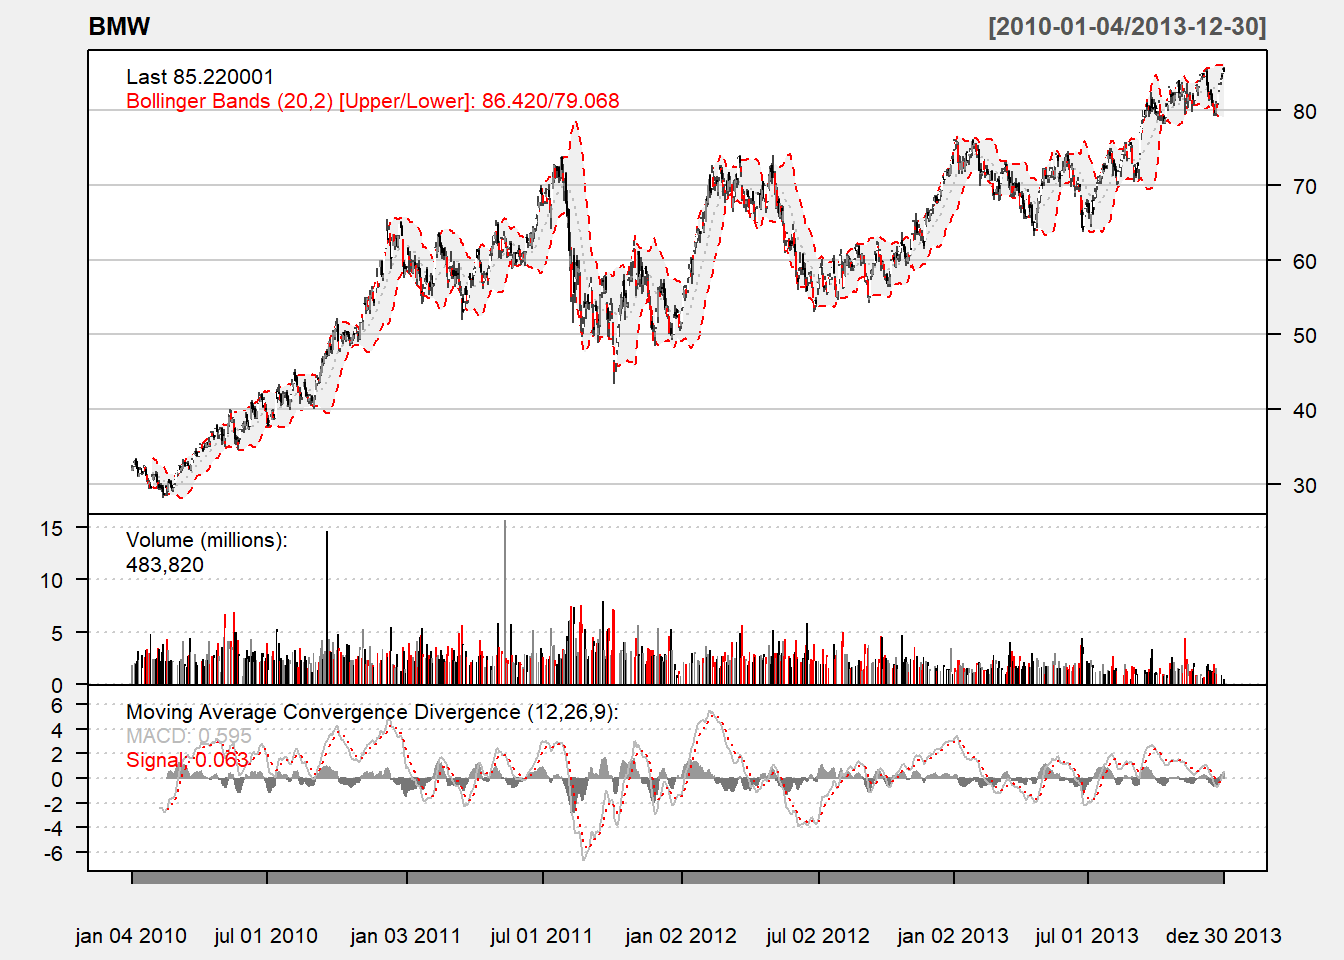 BMW
[2010-01-04/2013-12-30]
Last 85.220001
Bollinger Bands (20,2) [Upper/Lower]: 86.420/79.068
80
70
60
50
40
30
Volume (millions):
483,820
15
10
5
0
Moving Average Convergence Divergence (12,26,9):
MACD: 0.595
Signal: 0.063
6
4
2
0
-2
-4
-6
jan 04 2010 jul 01 2010 jan 03 2011 jul 01 2011 jan 02 2012 jul 02 2012 jan 02 2013 jul 01 2013 dez 30 2013